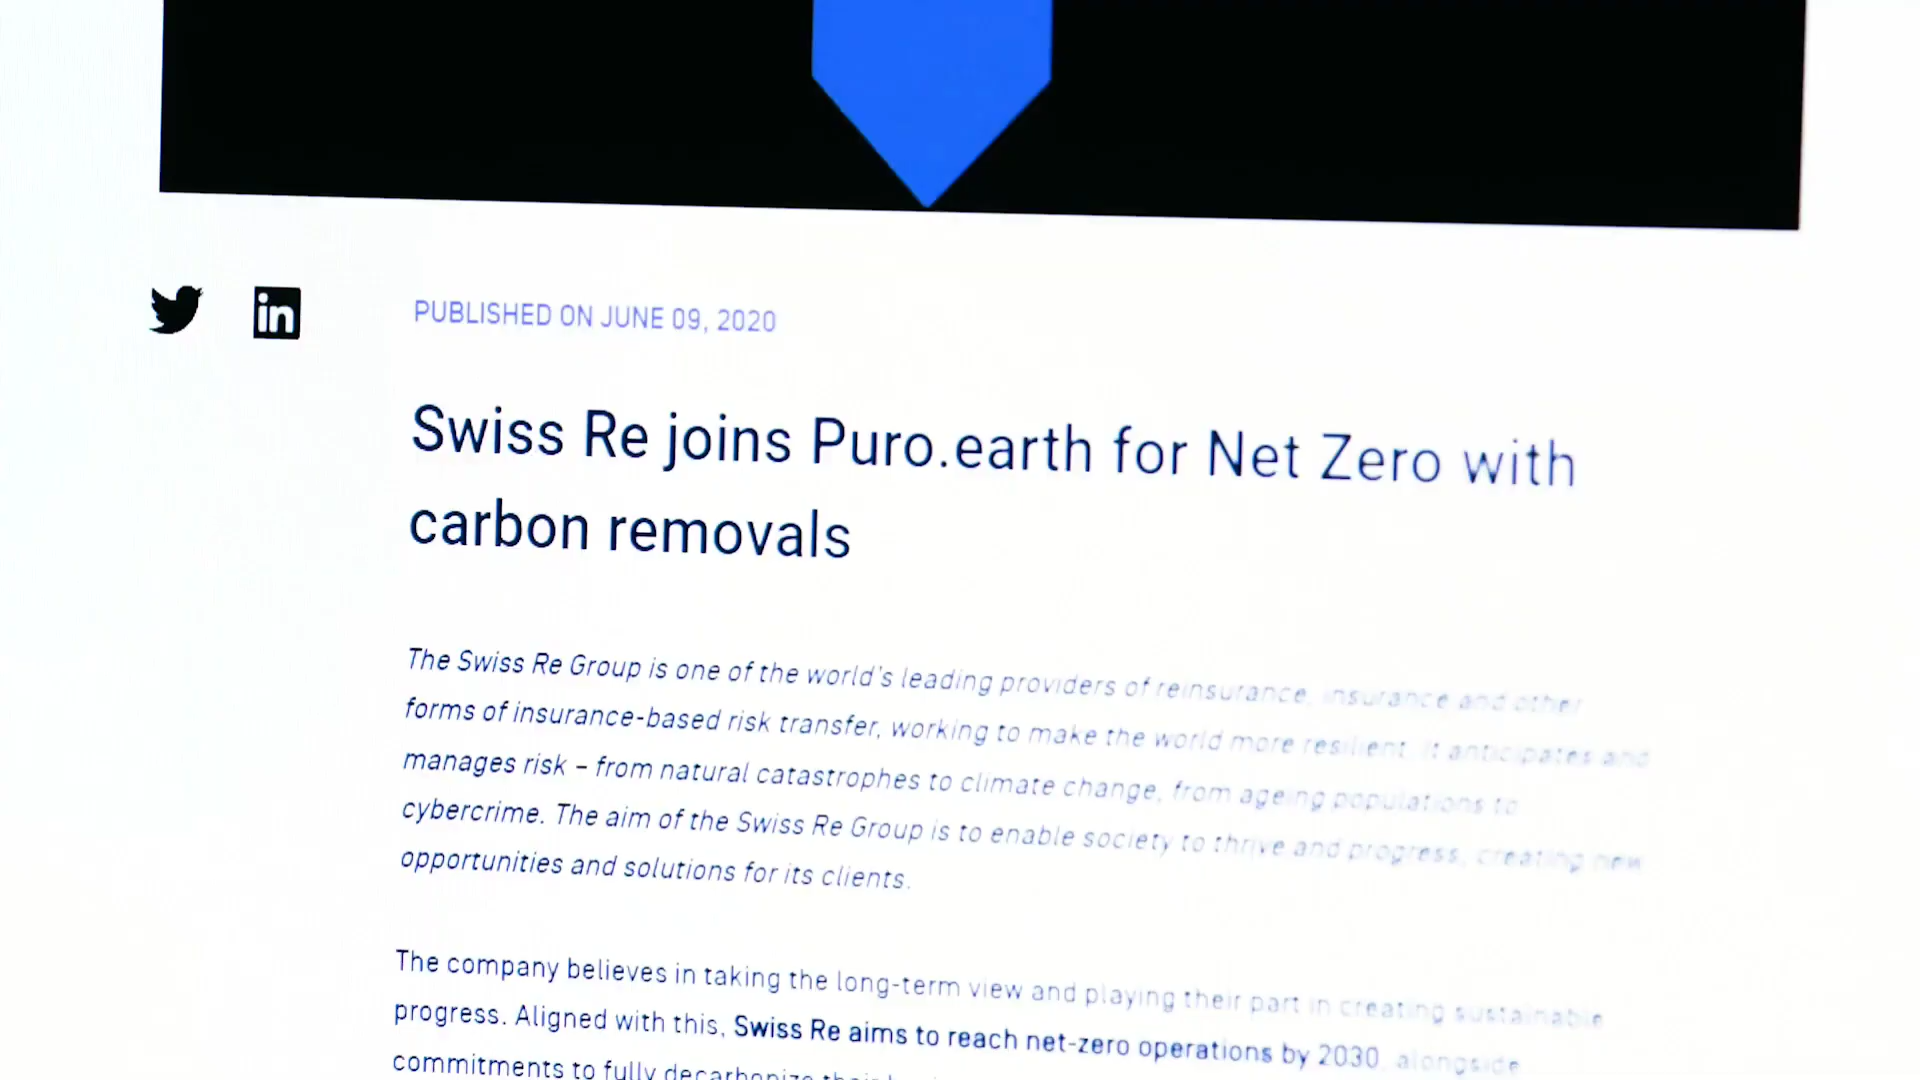 in
PUBLISHED ON JUNE 09, 2020
Swiss Re joins Puro.earth for Net Zero with
carbon removals
The Swiss Re Group is one of the world's leading providers of reinsurance, insurance and other
forms of insurance-based risk transfer, working to make the world more resilient. It anticipates and
manages risk – from natural catastrophes to climate change, from ageing populations to
cybercrime. The aim of the Swiss Re Group is to enable society to thrive and progress, creating new
opportunities and solutions for its clients.
The company believes in taking the long-term view and playing their part in creating sustainable
progress. Aligned with this, Swiss Re aims to reach net-zero operations by 2030, alongside
commitments to fully decarbonize their